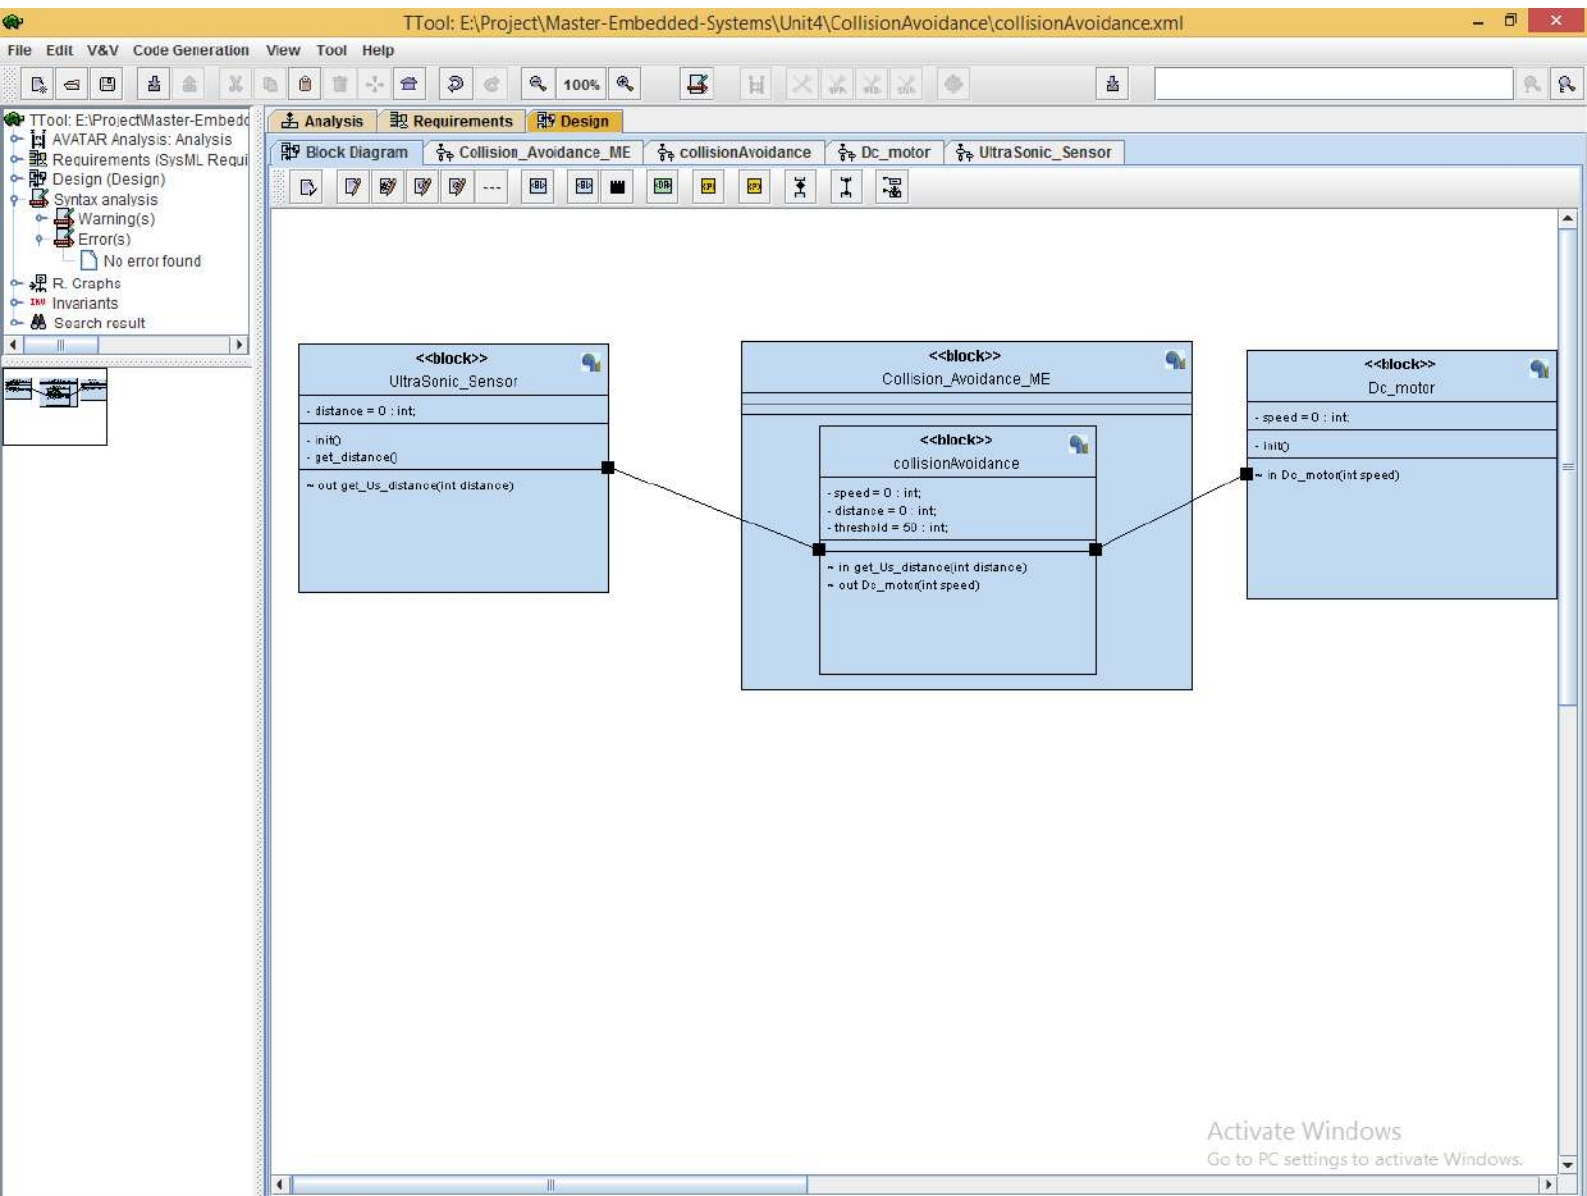 TTool: E:\Project\Master-Embedded-Systems\Unit4\CollisionAvoidance\collisionAvoidance.xml
File Edit V&V Code Generation View Tool Help
100%
TTool: E:\Project\Master-Embedd
AVATAR Analysis: Analysis
Requirements (SysML Requi
Design (Design)
Syntax analysis
Warning(s)
Error(s)
No error found
R. Graphs
Invariants
Search result
Analysis Requirements Design
Block Diagram Collision_Avoidance_ME collisionAvoidance Dc_motor UltraSonic_Sensor
<<block>>
UltraSonic_Sensor
- distance = 0 : int;
- init()
- get_distance()
~ out get_Us_distance(int distance)
<<block>>
Collision_Avoidance_ME
<<block>>
collisionAvoidance
- speed = 0 : int;
- distance = 0 : int;
- threshold = 50 : int;
~ in get_Us_distance(int distance)
~ out Dc_motor(int speed)
<<block>>
Dc_motor
- speed = 0 : int;
- init()
~ in Dc_motor(int speed)
Activate Windows
Go to PC settings to activate Windows.